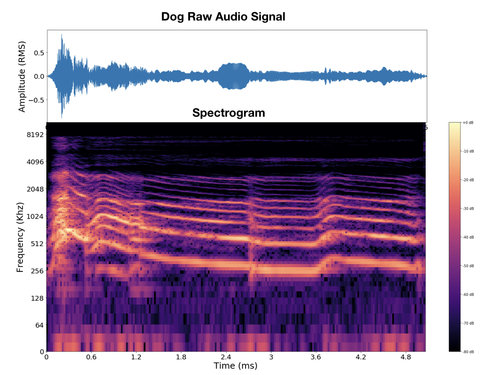 Dog Raw Audio Signal
Amplitude (RMS)
0.5
0.0
−0.5
Spectrogram
Frequency (Khz)
8192
4096
2048
1024
512
256
128
64
0
0 0.6 1.2 1.8 2.4 3 3.6 4.2 4.8
Time (ms)
+0 dB
-10 dB
-20 dB
-30 dB
-40 dB
-50 dB
-60 dB
-70 dB
-80 dB